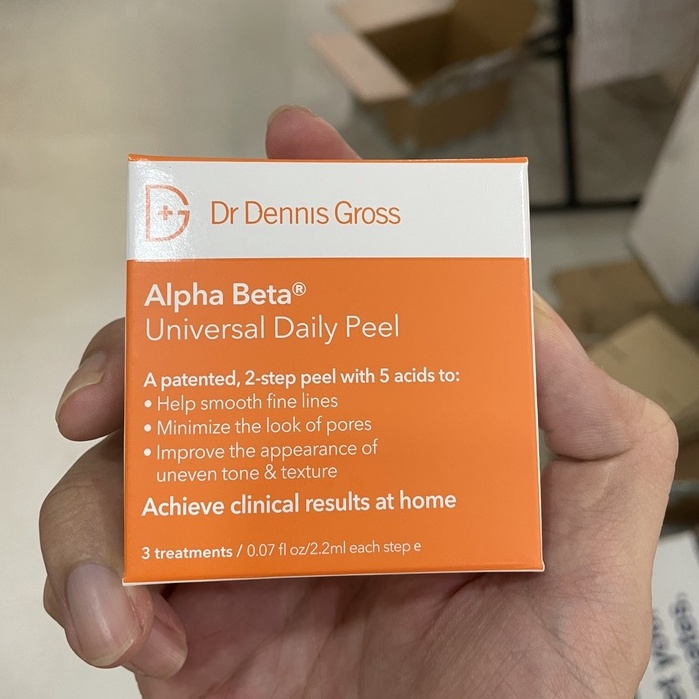 Dr Dennis Gross
Alpha Beta®
Universal Daily Peel
A patented, 2-step peel with 5 acids to:
• Help smooth fine lines
• Minimize the look of pores
• Improve the appearance of
uneven tone & texture
Achieve clinical results at home
3 treatments / 0.07 fl oz/2.2ml each step e